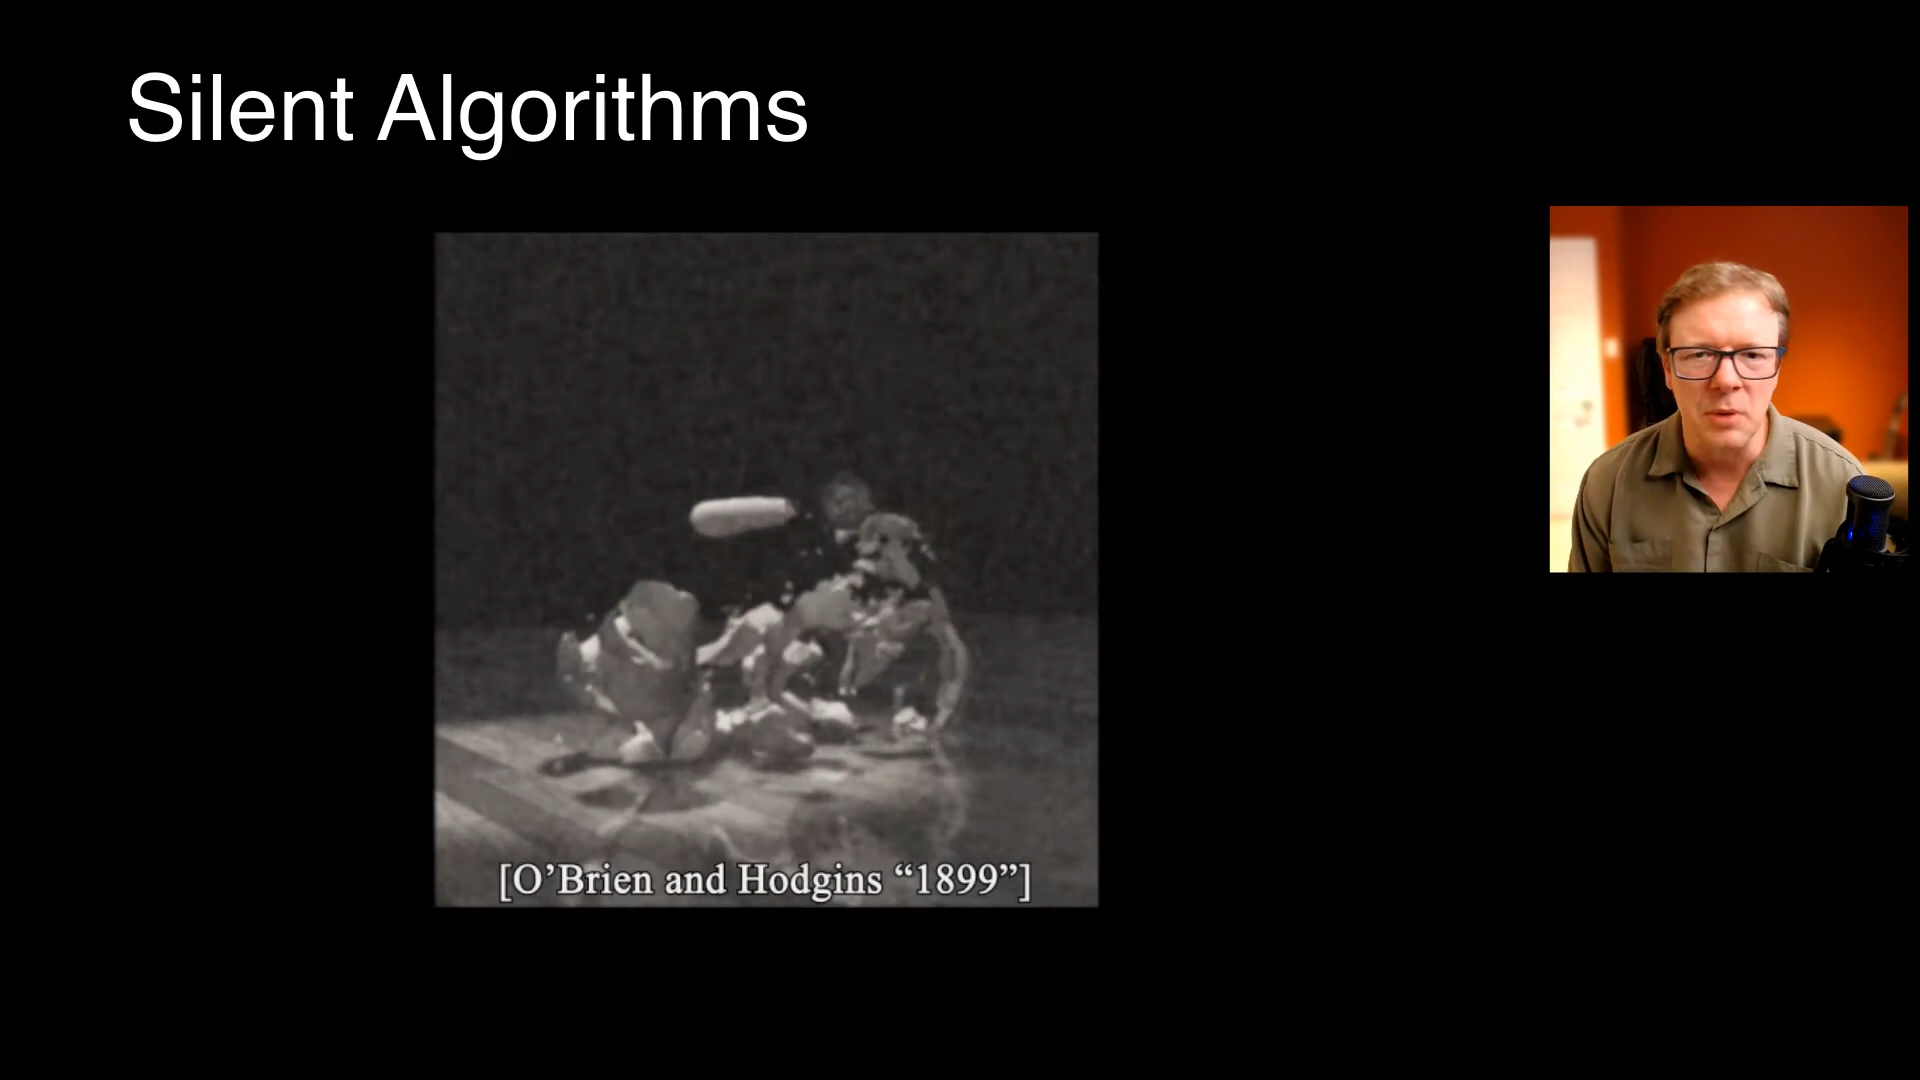 Silent Algorithms
[O’Brien and Hodgins “1899”]